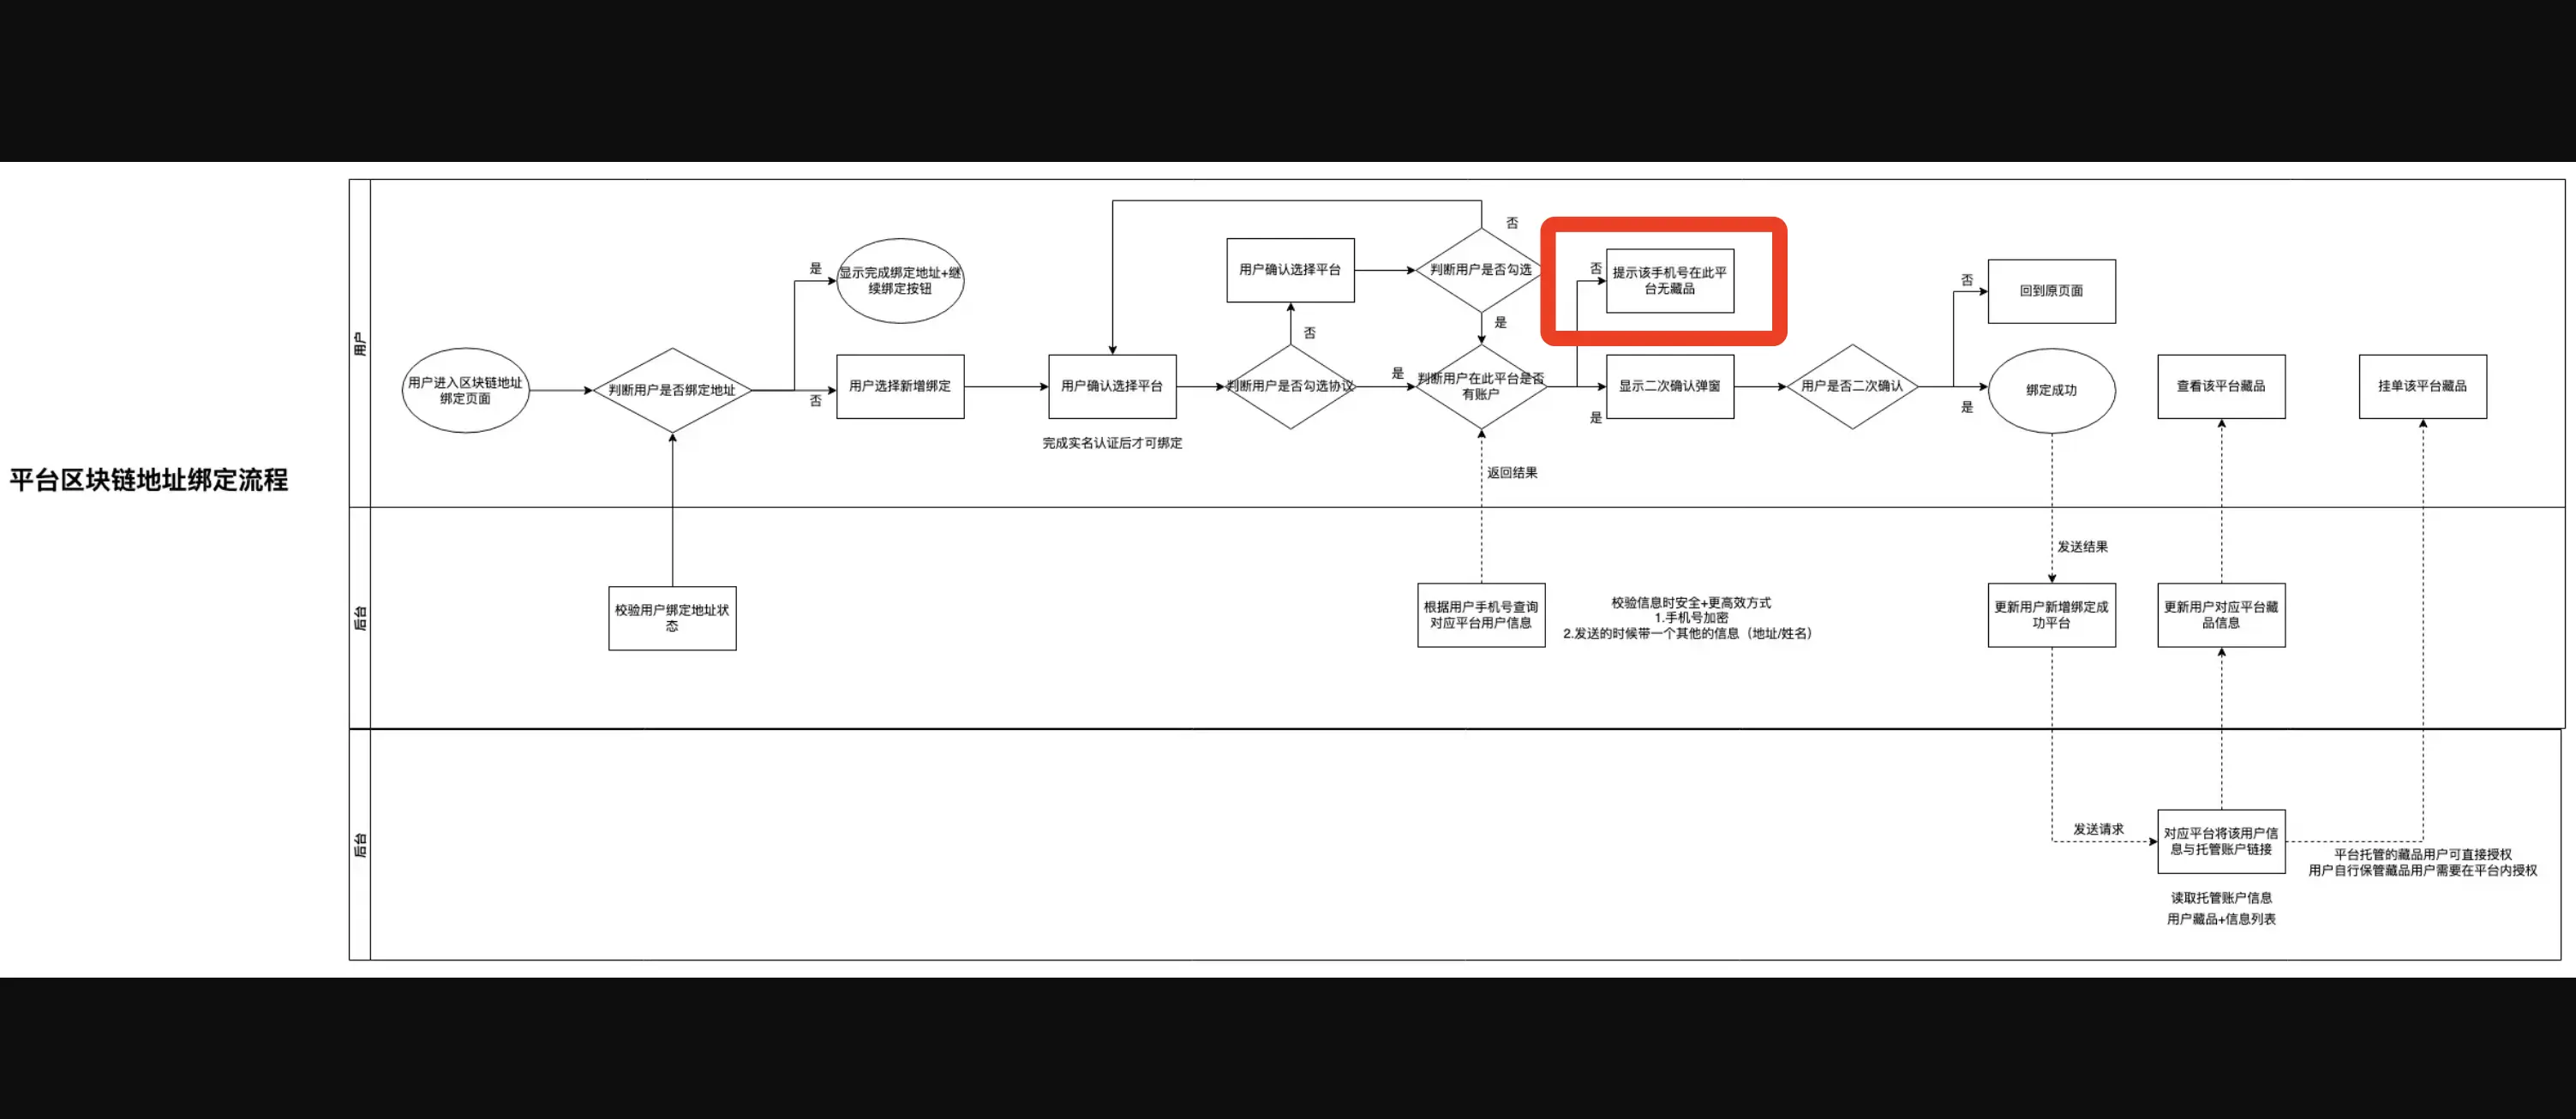 平台区块链地址绑定流程
用户
用户进入区块链地址
绑定页面
判断用户是否绑定地址
是
否
显示完成绑定地址+继
续绑定按钮
用户选择新增绑定
用户确认选择平台
完成实名认证后才可绑定
判断用户是否勾选协议
否
是
用户确认选择平台
判断用户是否勾选
否
是
判断用户在此平台是否
有账户
返回结果
否
是
提示该手机号在此平
台无藏品
显示二次确认弹窗
用户是否二次确认
否
是
回到原页面
绑定成功
查看该平台藏品
挂单该平台藏品
后台
校验用户绑定地址状
态
根据用户手机号查询
对应平台用户信息
校验信息时安全+更高效方式
1.手机号加密
2.发送的时候带一个其他的信息（地址/姓名）
发送结果
更新用户新增绑定成
功平台
更新用户对应平台藏
品信息
后台
发送请求
对应平台将该用户信
息与托管账户链接
读取托管账户信息
用户藏品+信息列表
平台托管的藏品用户可直接授权
用户自行保管藏品用户需要在平台内授权